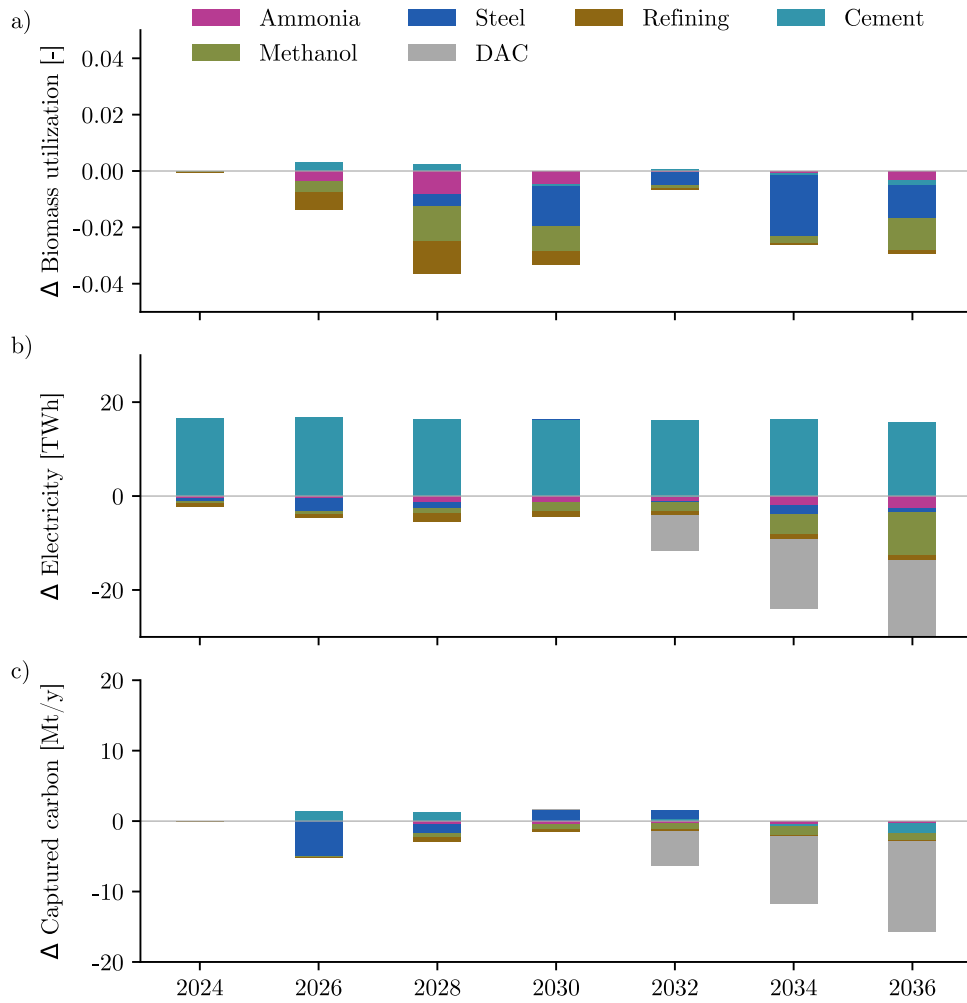 a)
Ammonia Steel Refining Cement
Methanol DAC
Δ Biomass utilization [-]
0.04
0.02
0.00
-0.02
-0.04
b)
Δ Electricity [TWh]
20
0
-20
c)
Δ Captured carbon [Mt/y]
20
10
0
-10
-20
2024 2026 2028 2030 2032 2034 2036